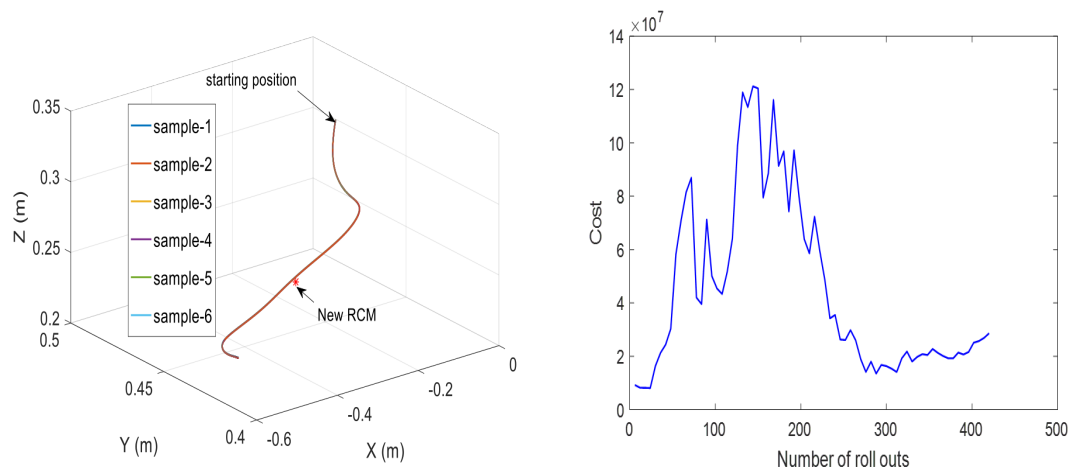 starting position
0.35
0.3
0.25
0.2
Z (m)
sample-1
sample-2
sample-3
sample-4
sample-5
sample-6
New RCM
0.5
0.45
0.4
Y (m)
-0.6
-0.4
-0.2
0
X (m)
×10^7
14
12
10
8
6
4
2
0
Cost
0 100 200 300 400 500
Number of roll outs